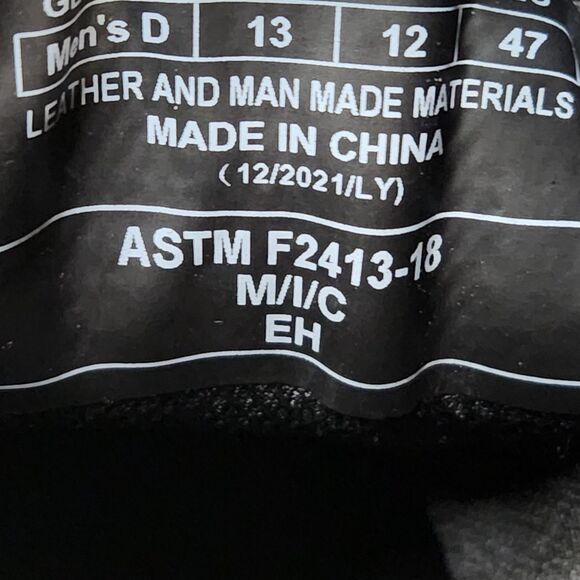 Men's D 13 12 47
LEATHER AND MAN MADE MATERIALS
MADE IN CHINA
(12/2021/LY)
ASTM F2413-18
M/I/C
EH